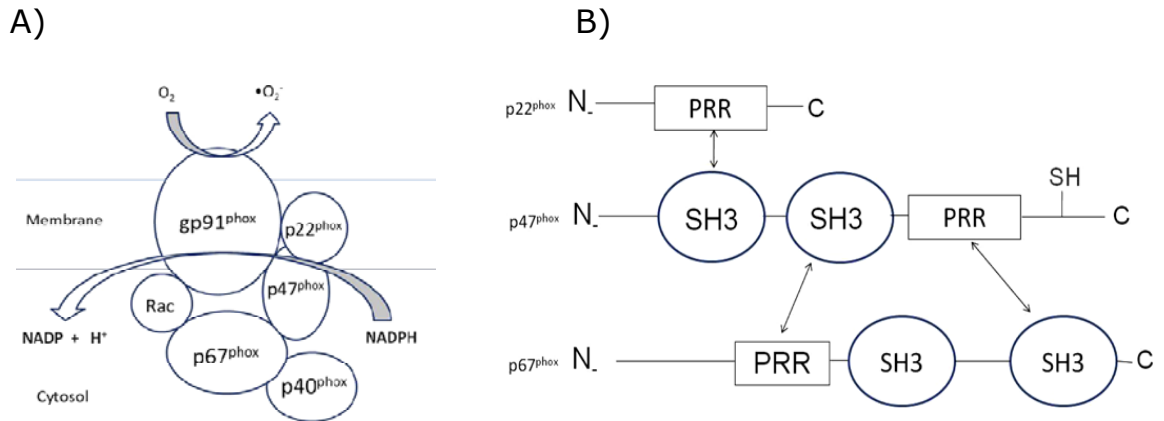 A)
B)
O₂
•O₂⁻
Membrane
gp91ᵖʰᵒˣ
p22ᵖʰᵒˣ
p47ᵖʰᵒˣ
Rac
NADP + H⁺
NADPH
p67ᵖʰᵒˣ
p40ᵖʰᵒˣ
Cytosol
p22ᵖʰᵒˣ N- PRR C
SH
p47ᵖʰᵒˣ N- SH3 SH3 PRR C
p67ᵖʰᵒˣ N- PRR SH3 SH3 C